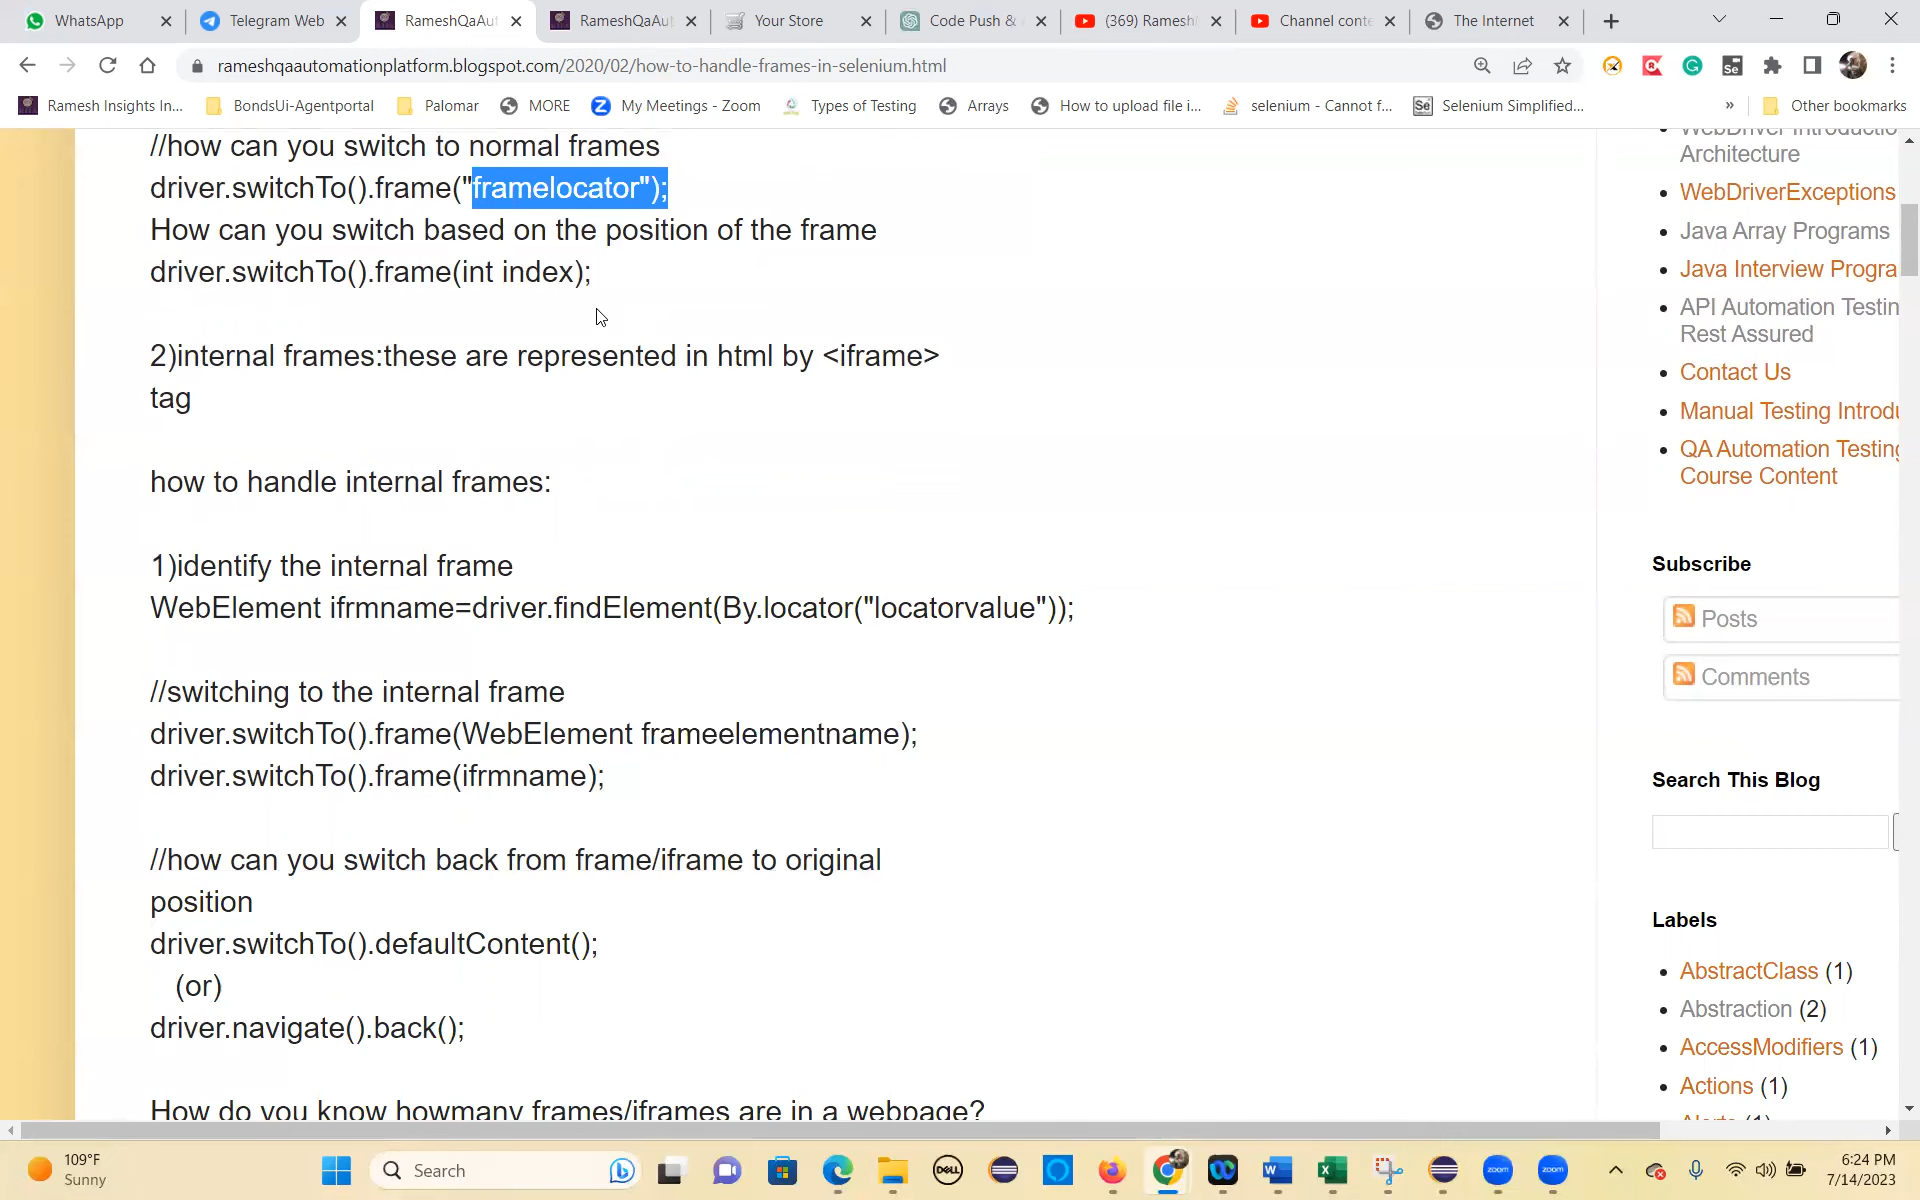 WhatsApp
Telegram Web
RameshQaAut
RameshQaAut
Your Store
Code Push &
(369) Ramesh
Channel conte
The Internet
rameshqaautomationplatform.blogspot.com/2020/02/how-to-handle-frames-in-selenium.html
Ramesh Insights In...
BondsUi-Agentportal
Palomar
MORE
My Meetings - Zoom
Types of Testing
Arrays
How to upload file i...
selenium - Cannot f...
Selenium Simplified...
»
Other bookmarks
//how can you switch to normal frames
driver.switchTo().frame("framelocator");
How can you switch based on the position of the frame
driver.switchTo().frame(int index);
2)internal frames:these are represented in html by <iframe>
tag
how to handle internal frames:
1)identify the internal frame
WebElement ifrmname=driver.findElement(By.locator("locatorvalue"));
//switching to the internal frame
driver.switchTo().frame(WebElement frameelementname);
driver.switchTo().frame(ifrmname);
//how can you switch back from frame/iframe to original
position
driver.switchTo().defaultContent();
(or)
driver.navigate().back();
How do you know howmany frames/iframes are in a webpage?
WebDriver Introductio
Architecture
WebDriverExceptions
Java Array Programs
Java Interview Progra
API Automation Testin
Rest Assured
Contact Us
Manual Testing Introdu
QA Automation Testing
Course Content
Subscribe
Posts
Comments
Search This Blog
Labels
AbstractClass (1)
Abstraction (2)
AccessModifiers (1)
Actions (1)
Alerts (1)
109°F
Sunny
Search
DELL
zoom
zoom
6:24 PM
7/14/2023